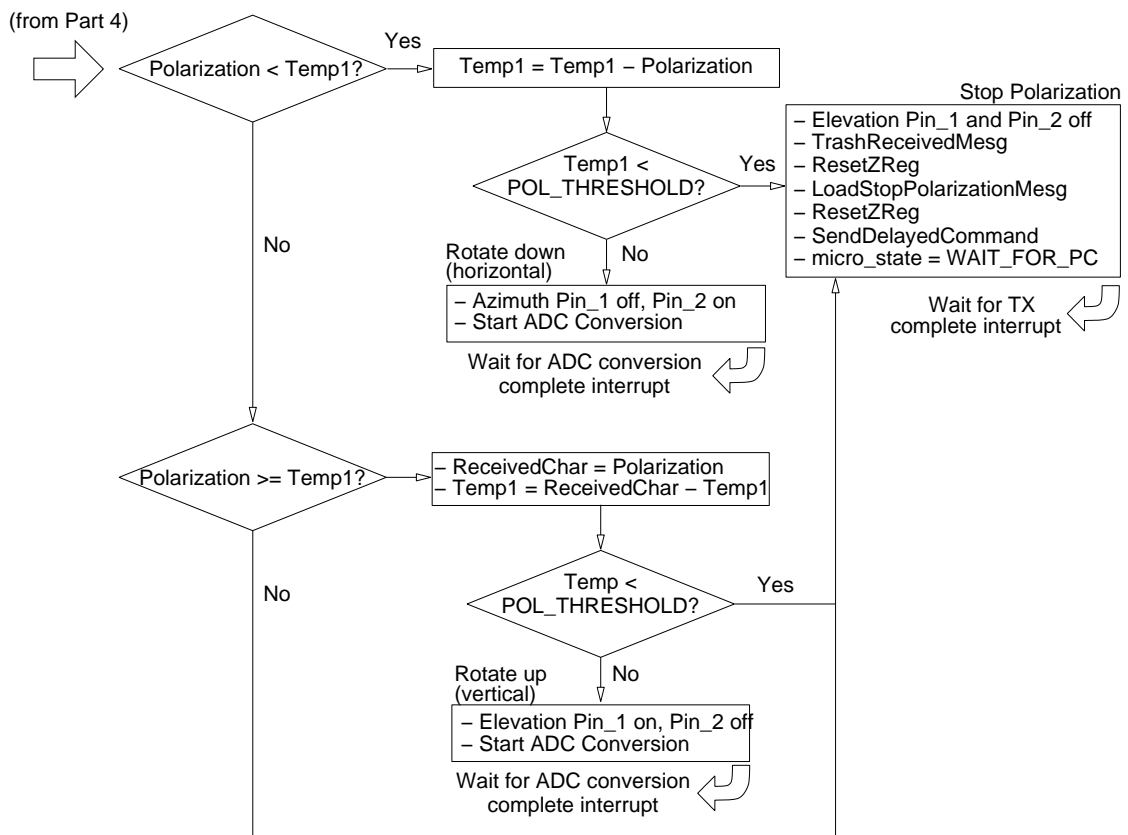 (from Part 4)
Polarization < Temp1?
Yes
Temp1 = Temp1 – Polarization
Stop Polarization
– Elevation Pin_1 and Pin_2 off
– TrashReceivedMesg
– ResetZReg
– LoadStopPolarizationMesg
– ResetZReg
– SendDelayedCommand
– micro_state = WAIT_FOR_PC
Temp1 <
POL_THRESHOLD?
Yes
No
No
Rotate down
(horizontal)
– Azimuth Pin_1 off, Pin_2 on
– Start ADC Conversion
Wait for TX
complete interrupt
Wait for ADC conversion
complete interrupt
Polarization >= Temp1?
– ReceivedChar = Polarization
– Temp1 = ReceivedChar – Temp1
No
Temp <
POL_THRESHOLD?
Yes
No
Rotate up
(vertical)
– Elevation Pin_1 on, Pin_2 off
– Start ADC Conversion
Wait for ADC conversion
complete interrupt